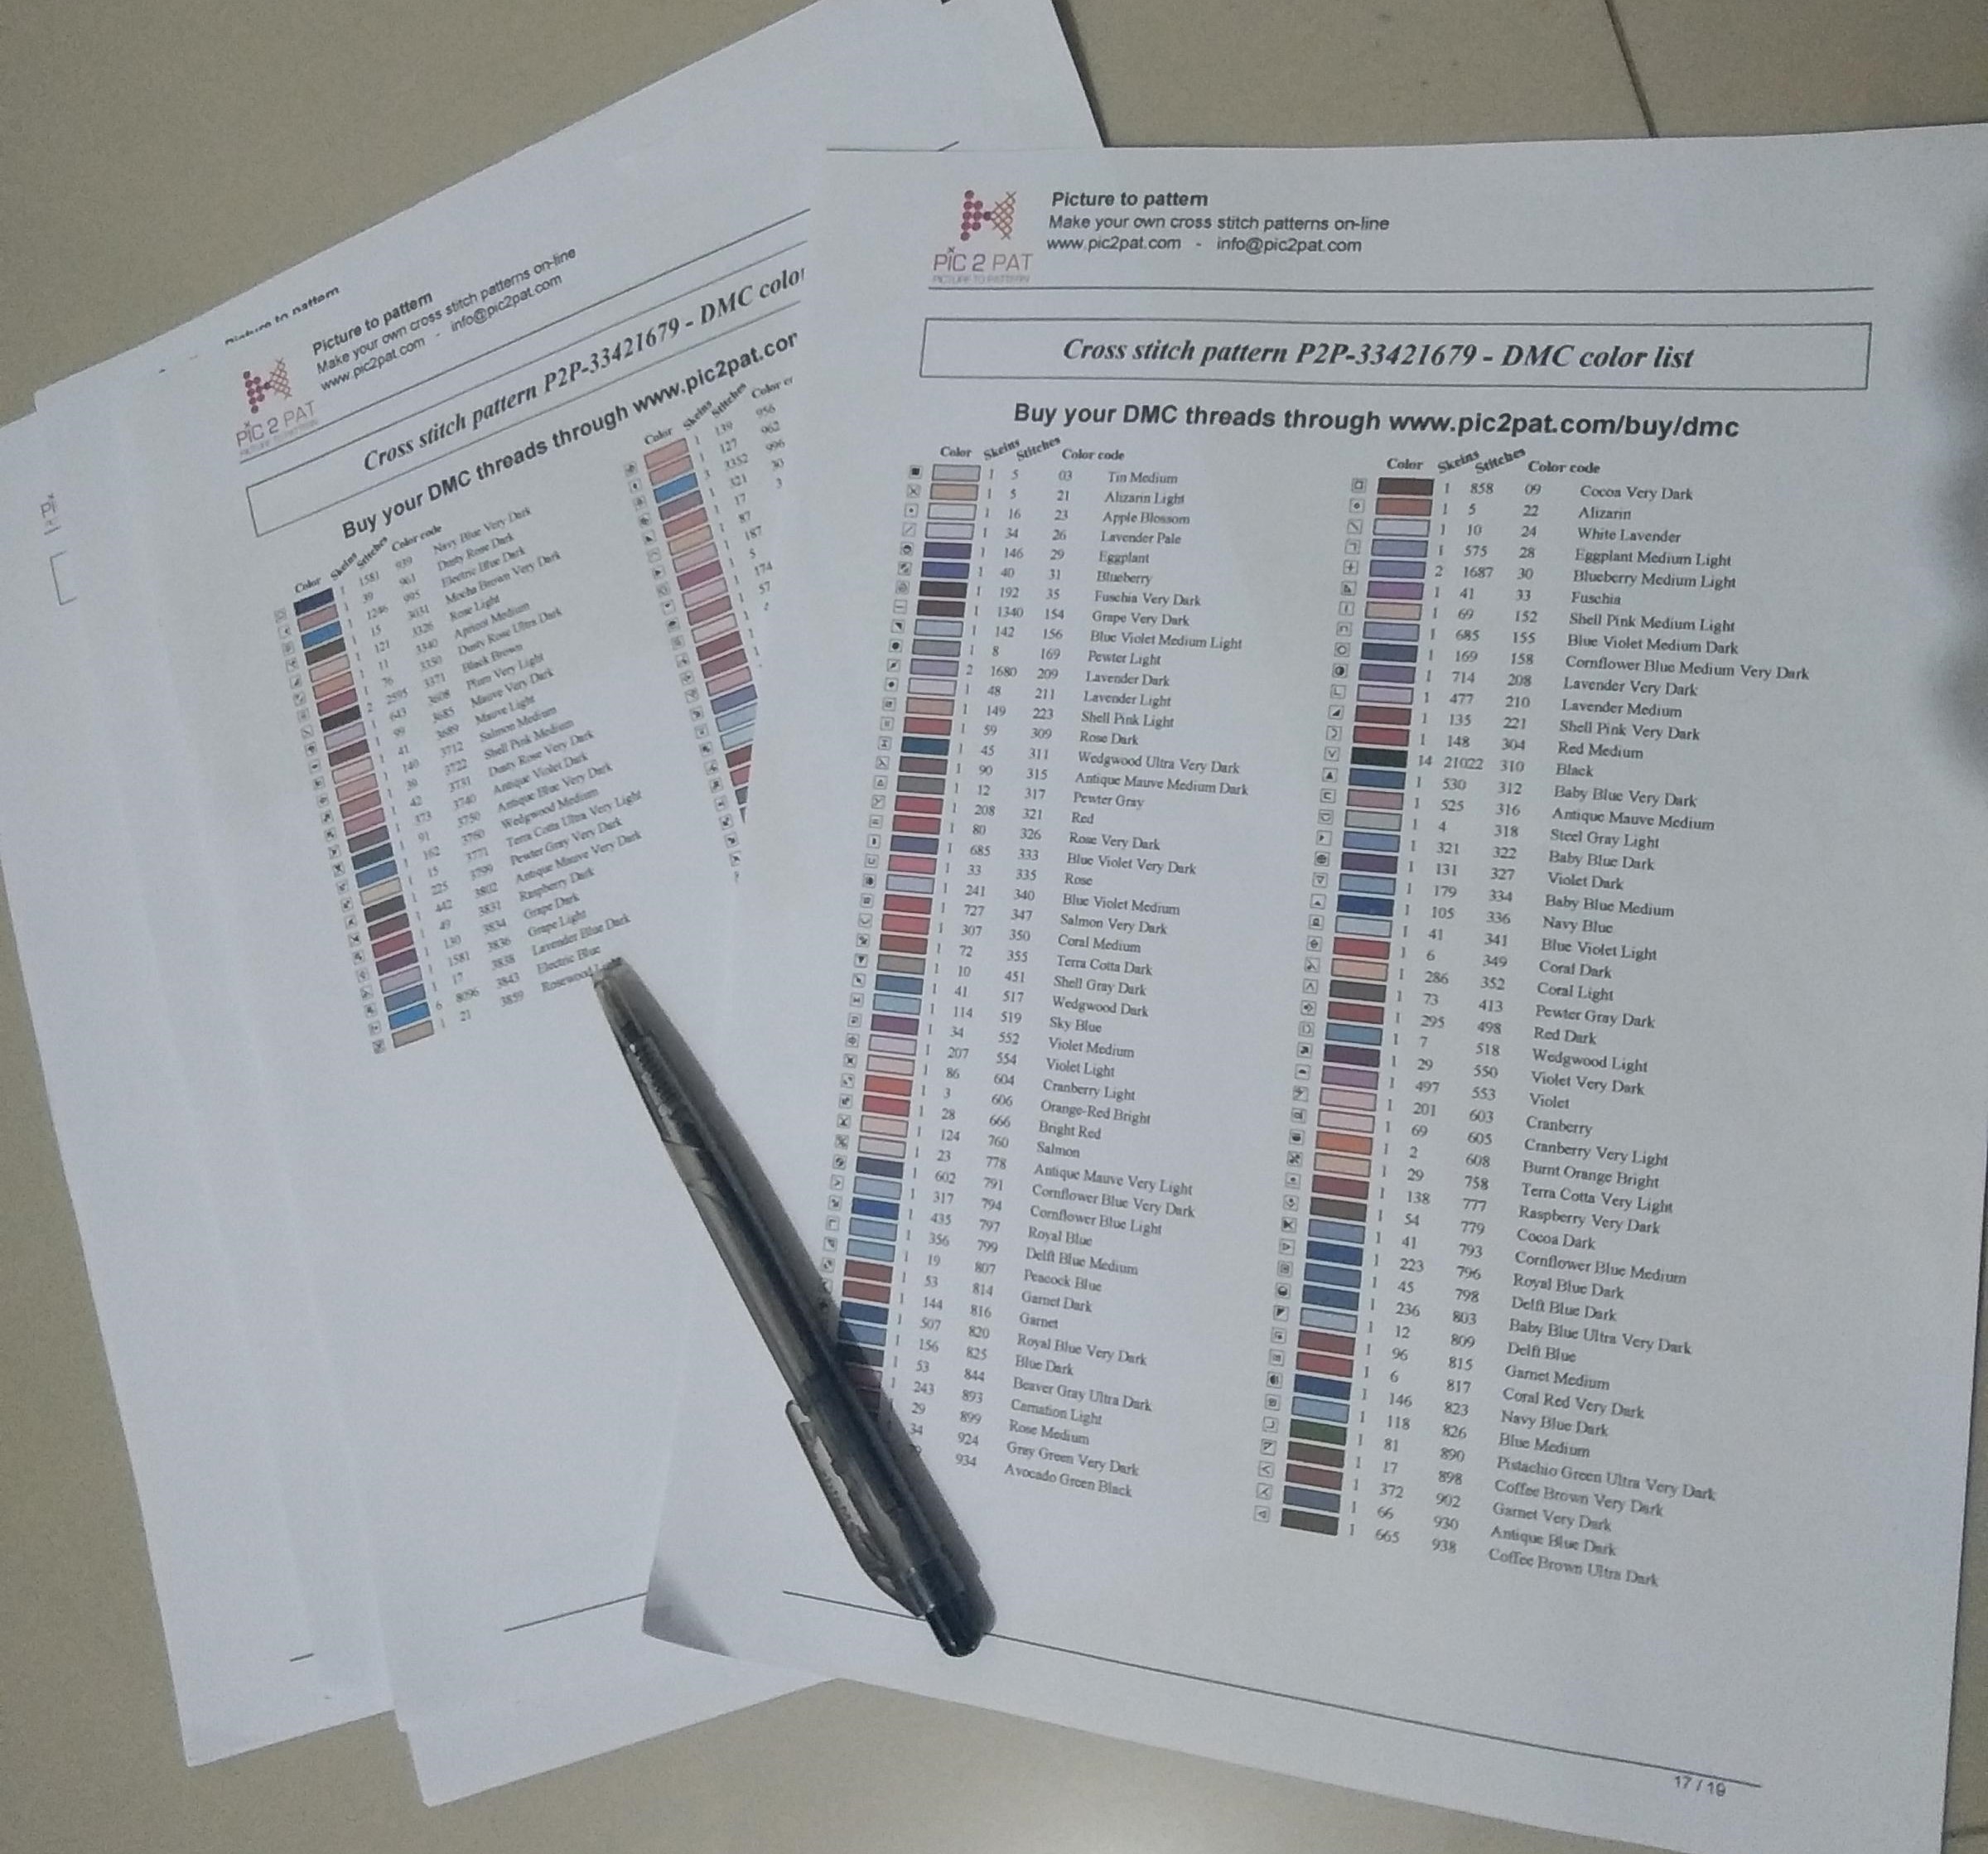 Picture to pattern
Picture to pattern
Make your own cross stitch patterns on-line
www.pic2pat.com - info@pic2pat.com
PiC 2 PAT
PICTURE TO PATTERN
Cross stitch pattern P2P-33421679 - DMC color
Buy your DMC threads through www.pic2pat.com
Color Skeins Stitches Color code
1 1581 939 Navy Blue Very Dark
1 39 961 Dusty Rose Dark
1 1246 995 Electric Blue Dark
1 15 3031 Mocha Brown Very Dark
1 121 3326 Rose Light
1 11 3340 Apricot Medium
1 76 3350 Dusty Rose Ultra Dark
2 2595 3371 Black Brown
1 643 3608 Plum Very Light
1 99 3685 Mauve Very Dark
1 41 3689 Mauve Light
1 140 3712 Salmon Medium
1 39 3722 Shell Pink Medium
1 42 3731 Dusty Rose Very Dark
1 373 3740 Antique Violet Dark
1 91 3750 Antique Blue Very Dark
1 162 3760 Wedgwood Medium
1 15 3771 Terra Cotta Ultra Very Light
1 225 3799 Pewter Gray Very Dark
1 442 3802 Antique Mauve Very Dark
1 49 3831 Raspberry Dark
1 130 3834 Grape Dark
1 1581 3836 Grape Light
1 17 3838 Lavender Blue Dark
6 8096 3843 Electric Blue
1 21 3859 Rosewood
Color Skeins Stitches Color
1 139 956
1 127 962
3 3352 996
1 321
1 17
1 87
1 187
1 5
1 174
1 57
Picture to pattern
Make your own cross stitch patterns on-line
www.pic2pat.com - info@pic2pat.com
PiC 2 PAT
PICTURE TO PATTERN
Cross stitch pattern P2P-33421679 - DMC color list
Buy your DMC threads through www.pic2pat.com/buy/dmc
Color Skeins Stitches Color code
1 5 03 Tin Medium
1 5 21 Alizarin Light
1 16 23 Apple Blossom
1 34 26 Lavender Pale
1 146 29 Eggplant
1 40 31 Blueberry
1 192 35 Fuschia Very Dark
1 1340 154 Grape Very Dark
1 142 156 Blue Violet Medium Light
1 8 169 Pewter Light
2 1680 209 Lavender Dark
1 48 211 Lavender Light
1 149 223 Shell Pink Light
1 59 309 Rose Dark
1 45 311 Wedgwood Ultra Very Dark
1 90 315 Antique Mauve Medium Dark
1 12 317 Pewter Gray
1 208 321 Red
1 80 326 Rose Very Dark
1 685 333 Blue Violet Very Dark
1 33 335 Rose
1 241 340 Blue Violet Medium
1 727 347 Salmon Very Dark
1 307 350 Coral Medium
1 72 355 Terra Cotta Dark
1 10 451 Shell Gray Dark
1 41 517 Wedgwood Dark
1 114 519 Sky Blue
1 34 552 Violet Medium
1 207 554 Violet Light
1 86 604 Cranberry Light
1 3 606 Orange-Red Bright
1 28 666 Bright Red
1 124 760 Salmon
1 23 778 Antique Mauve Very Light
1 602 791 Cornflower Blue Very Dark
1 317 794 Cornflower Blue Light
1 435 797 Royal Blue
1 356 799 Delft Blue Medium
1 19 807 Peacock Blue
1 53 814 Garnet Dark
1 144 816 Garnet
1 507 820 Royal Blue Very Dark
1 156 825 Blue Dark
1 53 844 Beaver Gray Ultra Dark
1 243 893 Carnation Light
29 899 Rose Medium
34 924 Gray Green Very Dark
934 Avocado Green Black
Color Skeins Stitches Color code
1 858 09 Cocoa Very Dark
1 5 22 Alizarin
1 10 24 White Lavender
1 575 28 Eggplant Medium Light
2 1687 30 Blueberry Medium Light
1 41 33 Fuschia
1 69 152 Shell Pink Medium Light
1 685 155 Blue Violet Medium Dark
1 169 158 Cornflower Blue Medium Very Dark
1 714 208 Lavender Very Dark
1 477 210 Lavender Medium
1 135 221 Shell Pink Very Dark
1 148 304 Red Medium
14 21022 310 Black
1 530 312 Baby Blue Very Dark
1 525 316 Antique Mauve Medium
1 4 318 Steel Gray Light
1 321 322 Baby Blue Dark
1 131 327 Violet Dark
1 179 334 Baby Blue Medium
1 105 336 Navy Blue
1 41 341 Blue Violet Light
1 6 349 Coral Dark
1 286 352 Coral Light
1 73 413 Pewter Gray Dark
1 295 498 Red Dark
1 7 518 Wedgwood Light
1 29 550 Violet Very Dark
1 497 553 Violet
1 201 603 Cranberry
1 69 605 Cranberry Very Light
1 2 608 Burnt Orange Bright
1 29 758 Terra Cotta Very Light
1 138 777 Raspberry Very Dark
1 54 779 Cocoa Dark
1 41 793 Cornflower Blue Medium
1 223 796 Royal Blue Dark
1 45 798 Delft Blue Dark
1 236 803 Baby Blue Ultra Very Dark
1 12 809 Delft Blue
1 96 815 Garnet Medium
1 6 817 Coral Red Very Dark
1 146 823 Navy Blue Dark
1 118 826 Blue Medium
1 81 890 Pistachio Green Ultra Very Dark
1 17 898 Coffee Brown Very Dark
1 372 902 Garnet Very Dark
1 66 930 Antique Blue Dark
1 665 938 Coffee Brown Ultra Dark
17 / 19